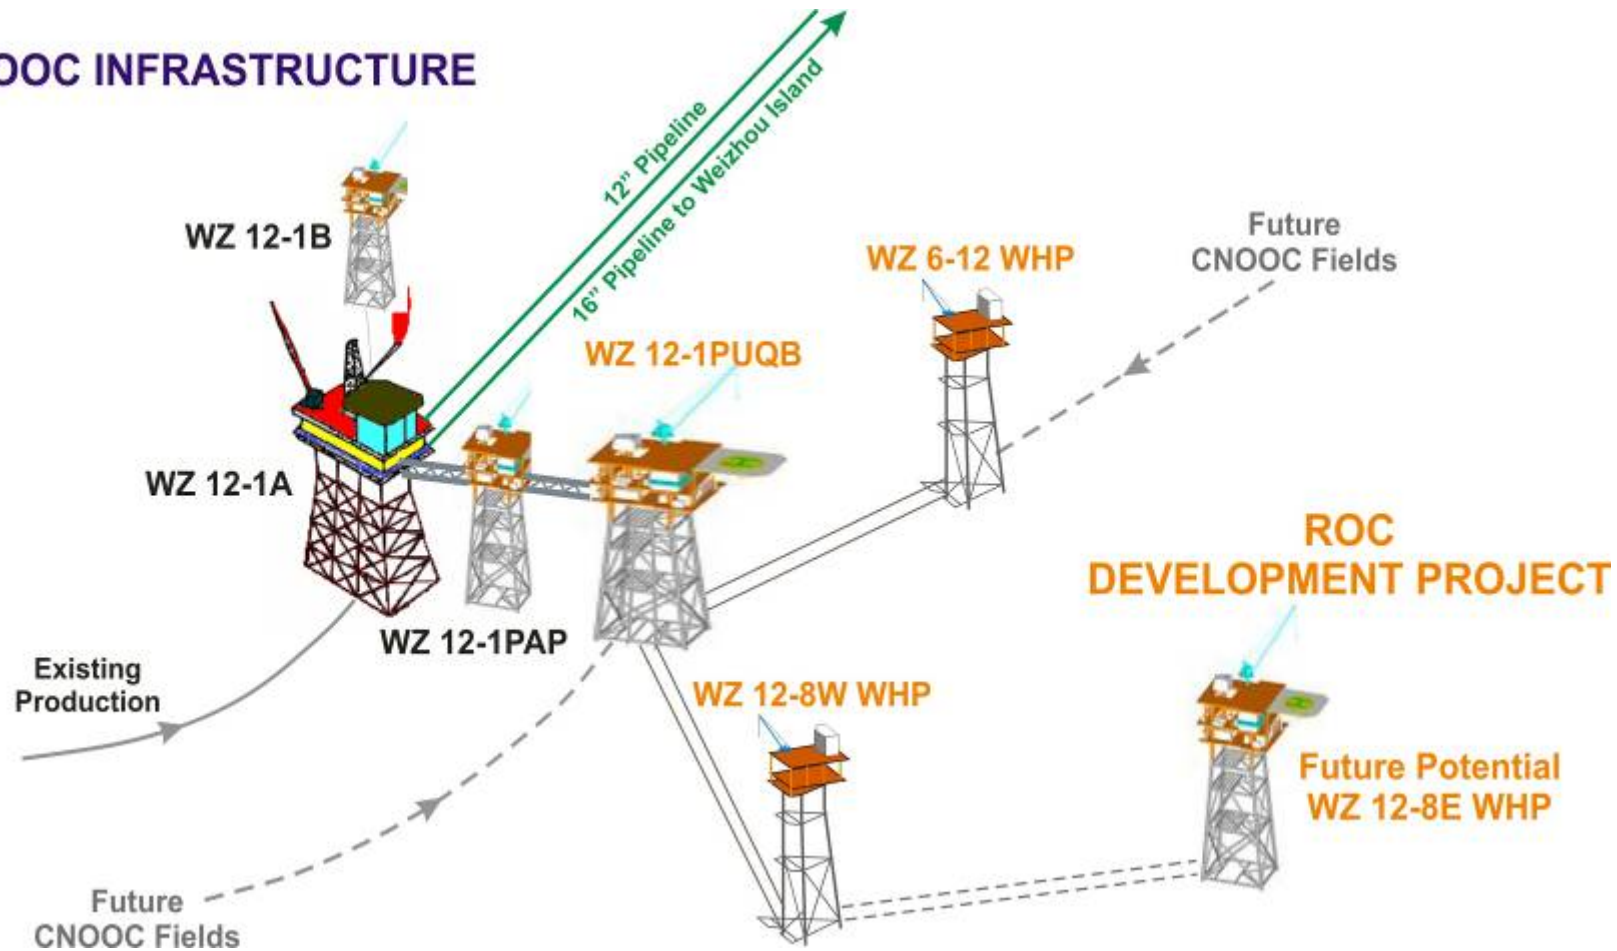 OOC INFRASTRUCTURE
12” Pipeline
16” Pipeline to Weizhou Island
WZ 12-1B
WZ 6-12 WHP
Future
CNOOC Fields
WZ 12-1PUQB
WZ 12-1A
ROC
DEVELOPMENT PROJECT
WZ 12-1PAP
Existing
Production
WZ 12-8W WHP
Future Potential
WZ 12-8E WHP
Future
CNOOC Fields